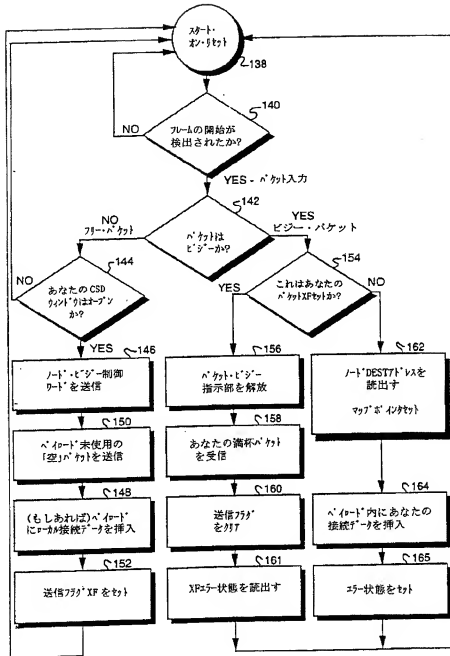 スタート・
オン・リセット
138
140
NO
フレームの開始が
検出されたか?
YES - パケット入力
142
NO
フリー・パケット
パケットは
ビジーか?
YES
ビジー・パケット
144
154
NO
あなたのCSD
ウィンドウはオープン
か?
YES
これはあなたの
パケットXFセットか?
NO
YES
146
ノード・ビジー制御
ワードを送信
156
パケット・ビジー
指示部を解放
162
ノードDESTアドレスを
読出す
マップポインタセット
150
ペイロード未使用の
「空」パケットを送信
158
あなたの満杯パケット
を受信
148
(もしあれば)ペイロード
にローカル接続データを挿入
160
送信フラグ
をクリア
164
ペイロード内にあなたの
接続データを挿入
152
送信フラグXFをセット
161
XFエラー状態を読出す
165
エラー状態をセット